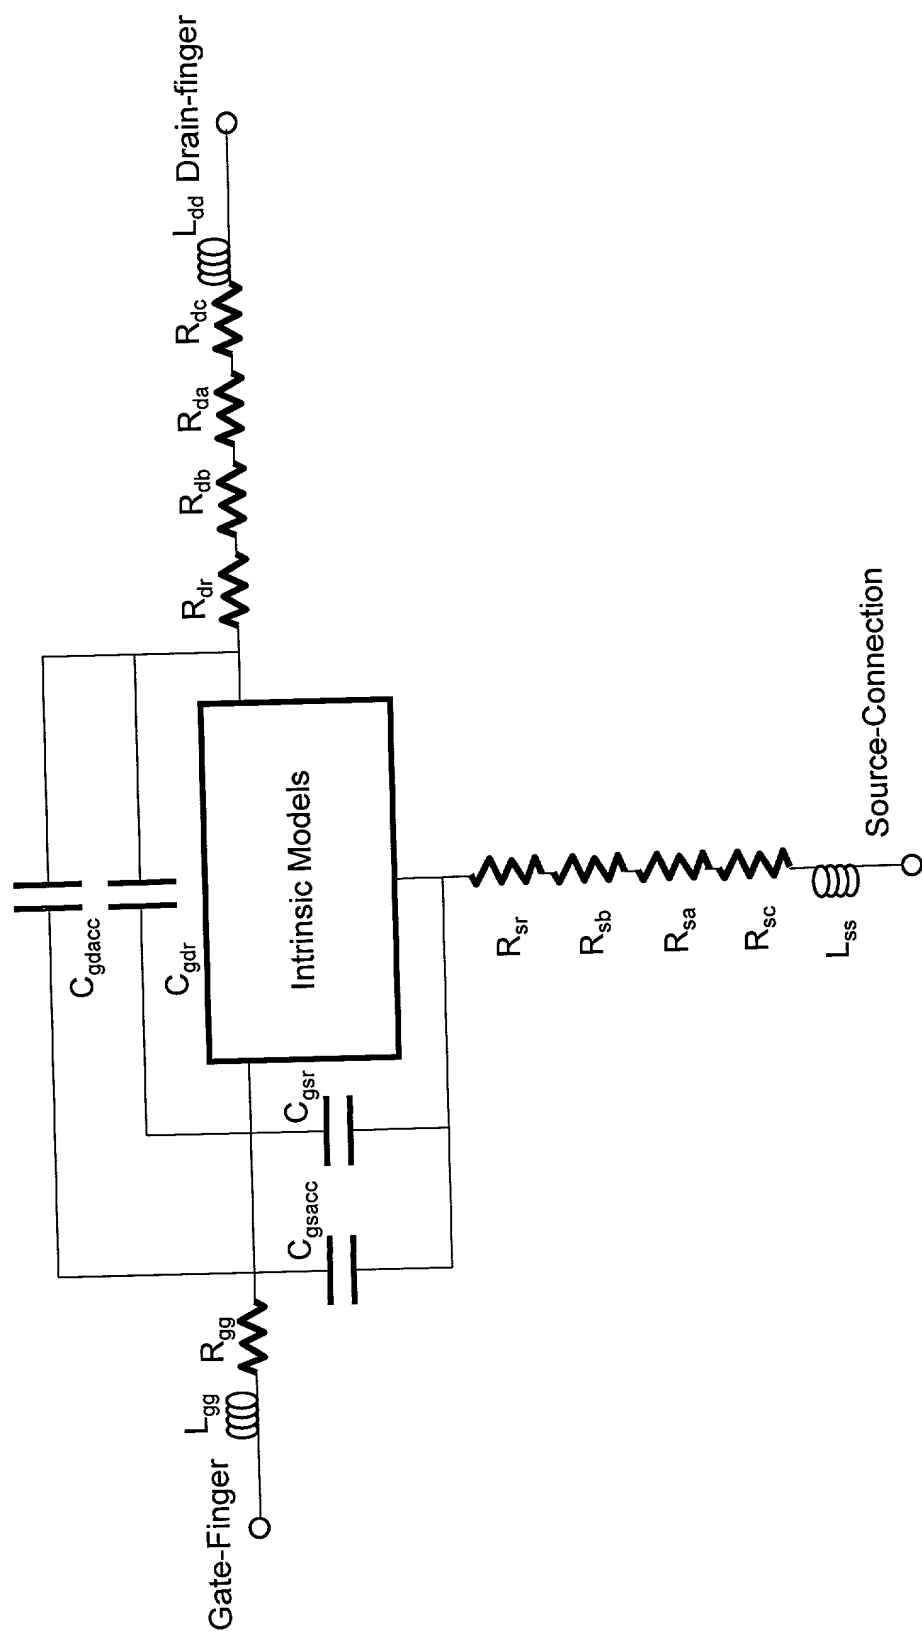 Gate-Finger
L_gg
R_gg
C_gsacc
C_gsr
C_gdacc
C_gdr
Intrinsic Models
R_dr
R_db
R_da
R_dc
L_dd
Drain-finger
R_sr
R_sb
R_sa
R_sc
L_ss
Source-Connection